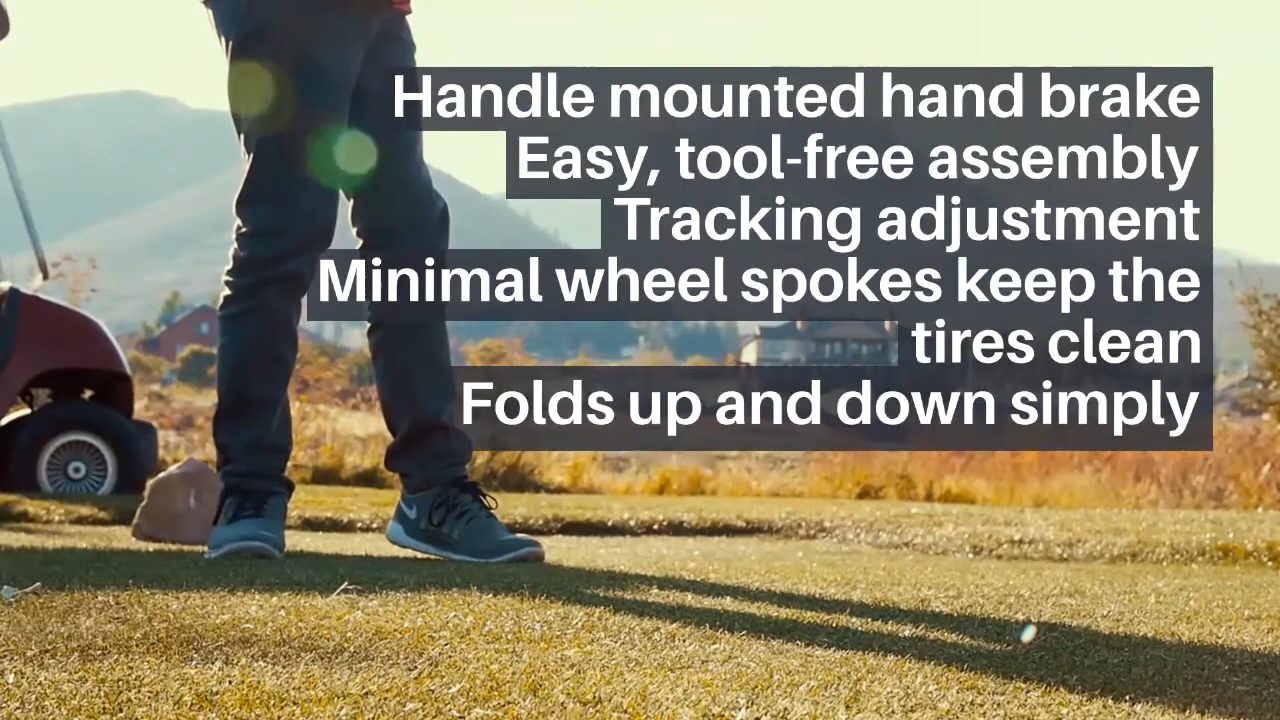 Handle mounted hand brake
Easy, tool-free assembly
Tracking adjustment
Minimal wheel spokes keep the
tires clean
Folds up and down simply